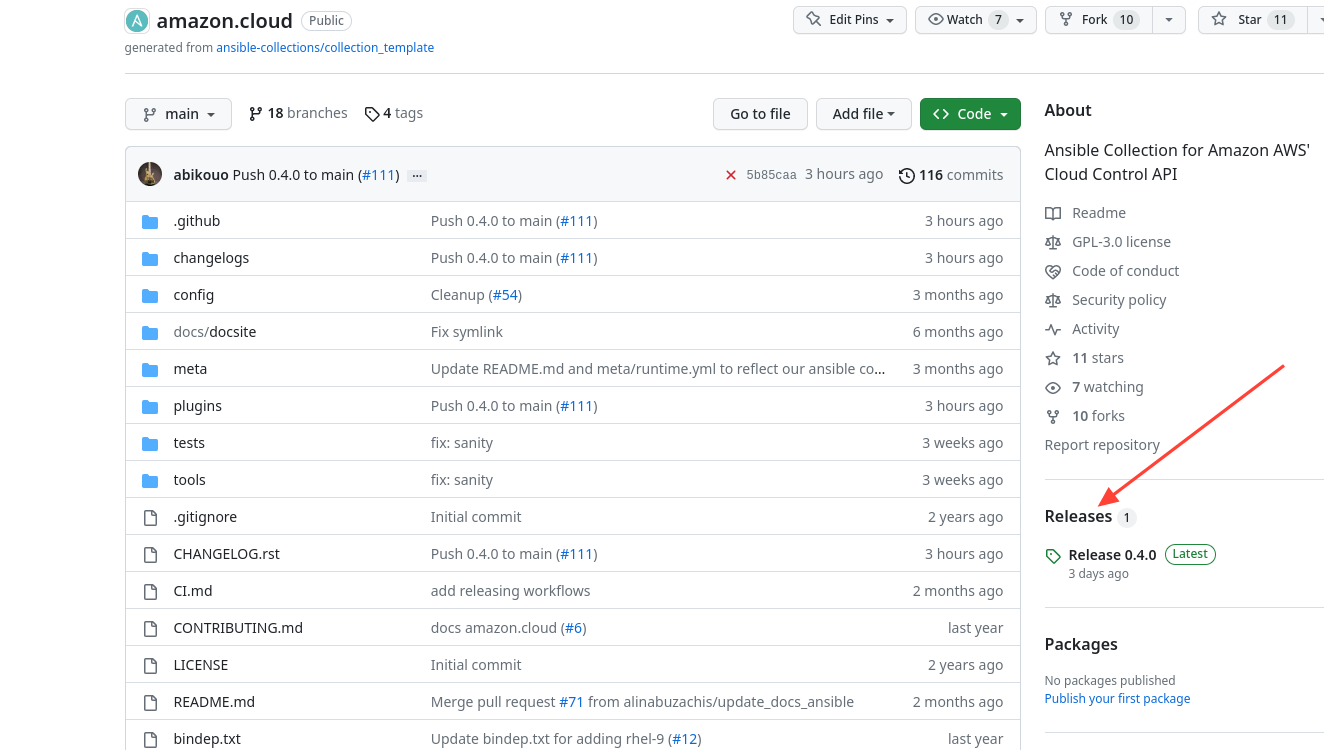 amazon.cloud Public
Edit Pins Watch 7 Fork 10 Star 11
generated from ansible-collections/collection_template
main 18 branches 4 tags Go to file Add file Code
abikouo Push 0.4.0 to main (#111) ... 5b85caa 3 hours ago 116 commits
.github Push 0.4.0 to main (#111) 3 hours ago
changelogs Push 0.4.0 to main (#111) 3 hours ago
config Cleanup (#54) 3 months ago
docs/docsite Fix symlink 6 months ago
meta Update README.md and meta/runtime.yml to reflect our ansible co... 3 months ago
plugins Push 0.4.0 to main (#111) 3 hours ago
tests fix: sanity 3 weeks ago
tools fix: sanity 3 weeks ago
.gitignore Initial commit 2 years ago
CHANGELOG.rst Push 0.4.0 to main (#111) 3 hours ago
CI.md add releasing workflows 2 months ago
CONTRIBUTING.md docs amazon.cloud (#6) last year
LICENSE Initial commit 2 years ago
README.md Merge pull request #71 from alinabuzachis/update_docs_ansible 2 months ago
bindep.txt Update bindep.txt for adding rhel-9 (#12) last year
About
Ansible Collection for Amazon AWS'
Cloud Control API
Readme
GPL-3.0 license
Code of conduct
Security policy
Activity
11 stars
7 watching
10 forks
Report repository
Releases 1
Release 0.4.0 Latest
3 days ago
Packages
No packages published
Publish your first package